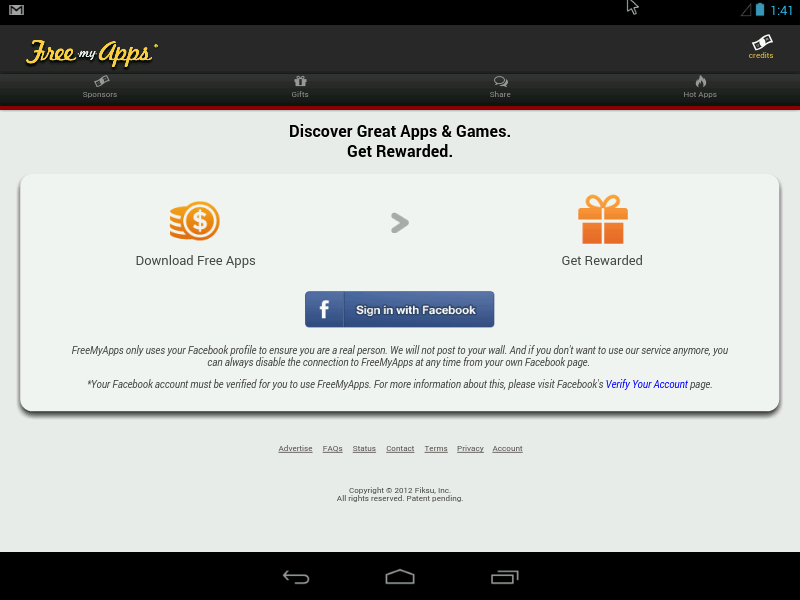 1:41
Free my Apps
credits
Sponsors
Gifts
Share
Hot Apps
Discover Great Apps & Games.
Get Rewarded.
$
>
Download Free Apps
Get Rewarded
f Sign in with Facebook
FreeMyApps only uses your Facebook profile to ensure you are a real person. We will not post to your wall. And if you don't want to use our service anymore, you
can always disable the connection to FreeMyApps at any time from your own Facebook page.
*Your Facebook account must be verified for you to use FreeMyApps. For more information about this, please visit Facebook's Verify Your Account page.
Advertise FAQs Status Contact Terms Privacy Account
Copyright © 2012 Fiksu, Inc.
All rights reserved. Patent pending.